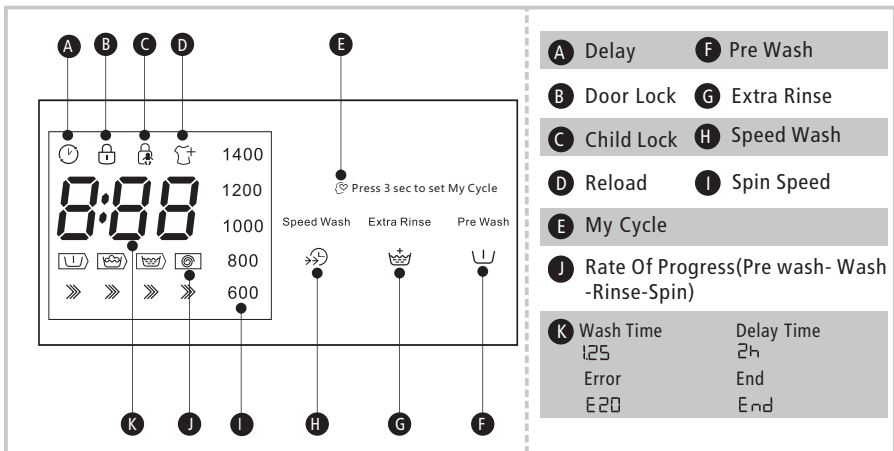 A B C D E
1400
8:88 1200
Press 3 sec to set My Cycle
1000
Speed Wash Extra Rinse Pre Wash
800
600
K J I H G F
A Delay F Pre Wash
B Door Lock G Extra Rinse
C Child Lock H Speed Wash
D Reload I Spin Speed
E My Cycle
J Rate Of Progress(Pre wash- Wash
-Rinse-Spin)
K Wash Time Delay Time
1.25 2h
Error End
E20 End